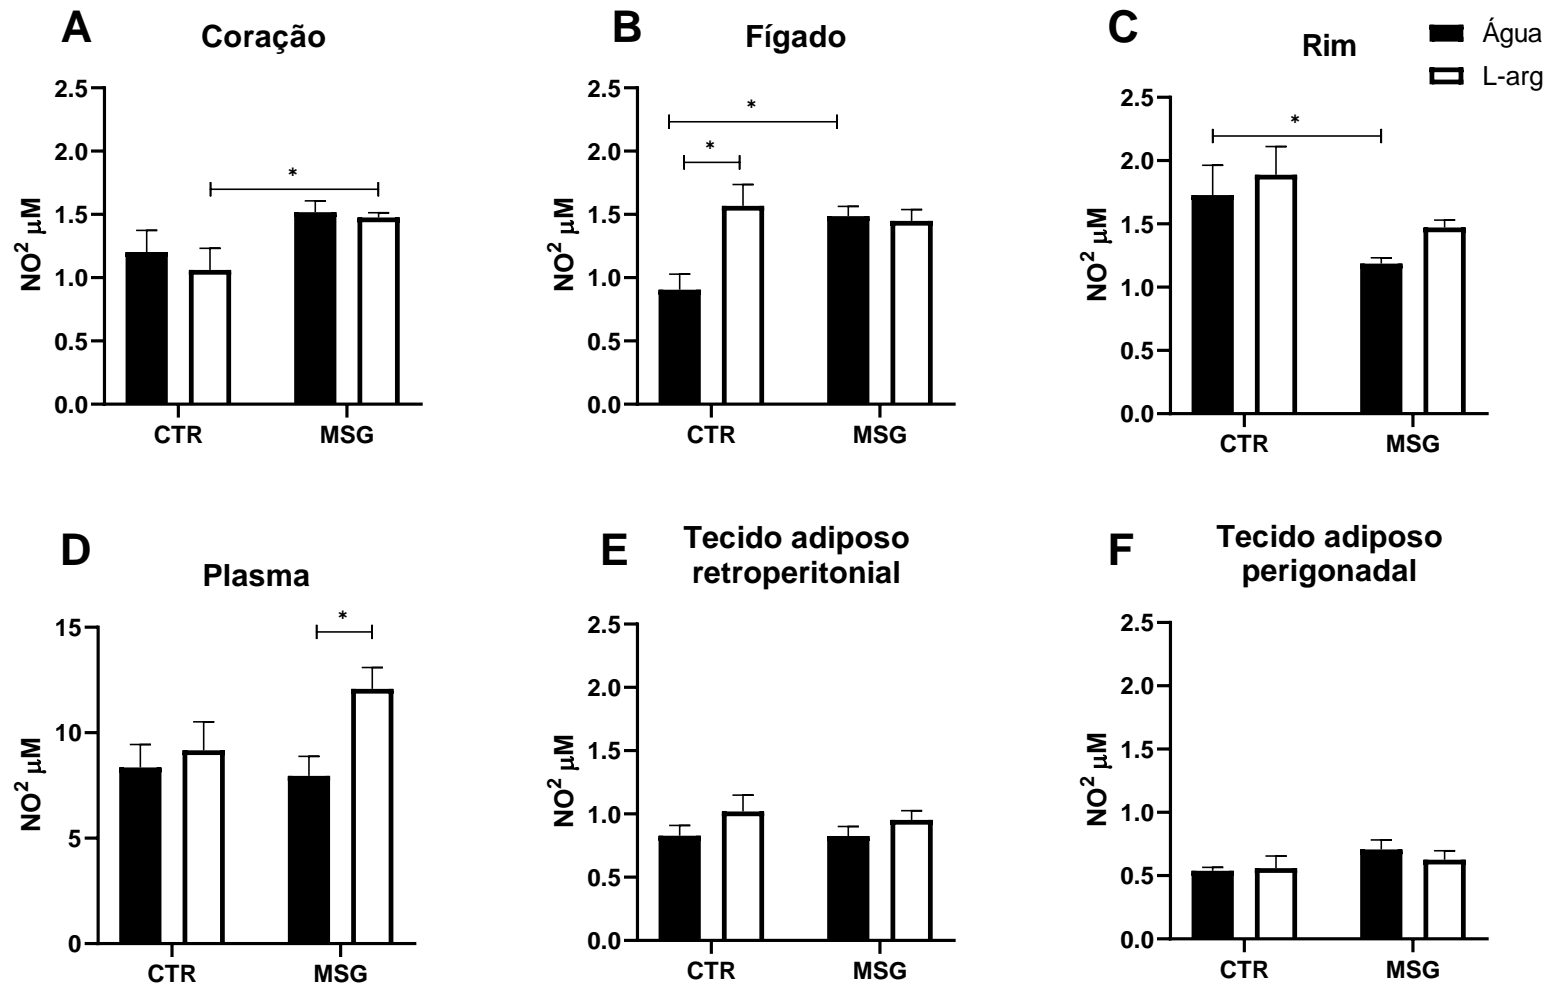 A
Coração
NO² µM
2.5
2.0
1.5
1.0
0.5
0.0
*
CTR
MSG
B
Fígado
NO² µM
2.5
2.0
1.5
1.0
0.5
0.0
*
*
CTR
MSG
C
Rim
Água
L-arg
NO² µM
2.5
2.0
1.5
1.0
0.5
0.0
*
CTR
MSG
D
Plasma
NO² µM
15
10
5
0
*
CTR
MSG
E
Tecido adiposo
retroperitonial
NO² µM
2.5
2.0
1.5
1.0
0.5
0.0
CTR
MSG
F
Tecido adiposo
perigonadal
NO² µM
2.5
2.0
1.5
1.0
0.5
0.0
CTR
MSG